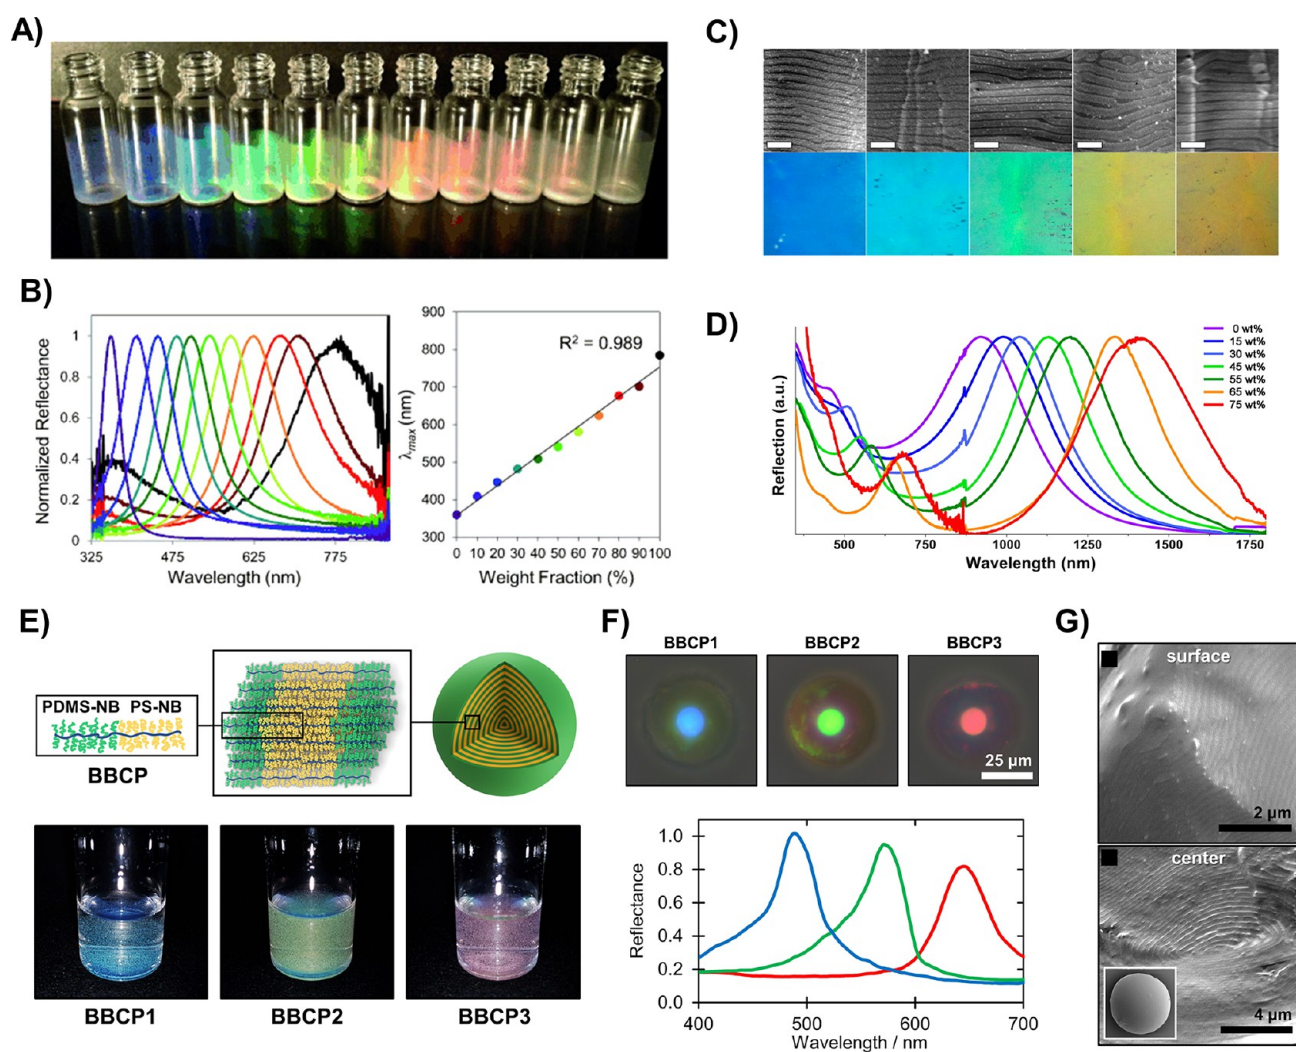 A)
B)
Normalized Reflectance
1
0.8
0.6
0.4
0.2
0
325 475 625 775
Wavelength (nm)
λmax (nm)
900
800
700
600
500
400
300
R² = 0.989
0 10 20 30 40 50 60 70 80 90 100
Weight Fraction (%)
C)
D)
Reflection (a.u.)
0 wt%
15 wt%
30 wt%
45 wt%
55 wt%
65 wt%
75 wt%
500 750 1000 1250 1500 1750
Wavelength (nm)
E)
PDMS-NB PS-NB
BBCP
BBCP1 BBCP2 BBCP3
F)
BBCP1 BBCP2 BBCP3
25 µm
Reflectance
1.0
0.8
0.6
0.4
0.2
0.0
400 500 600 700
Wavelength / nm
G)
surface
2 µm
center
4 µm